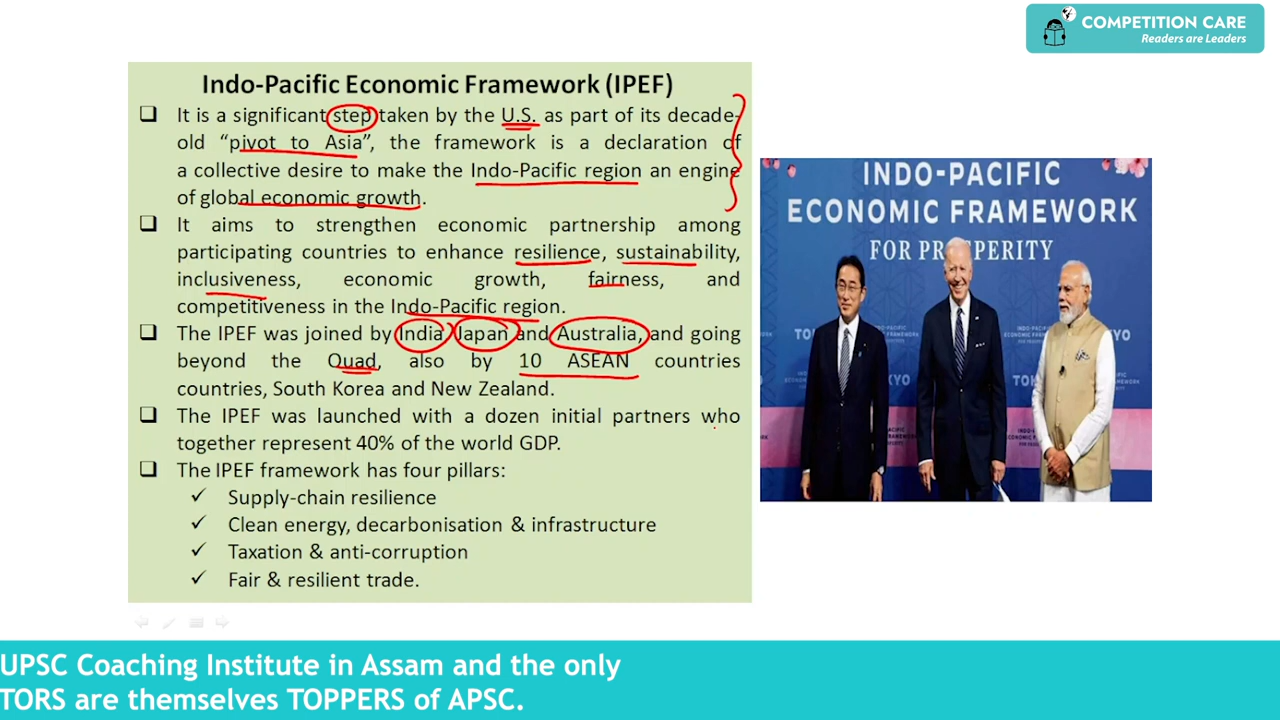 COMPETITION CARE
Readers are Leaders
Indo-Pacific Economic Framework (IPEF)
❑ It is a significant step taken by the U.S. as part of its decade-
old “pivot to Asia”, the framework is a declaration of
a collective desire to make the Indo-Pacific region an engine
of global economic growth.
❑ It aims to strengthen economic partnership among
participating countries to enhance resilience, sustainability,
inclusiveness, economic growth, fairness, and
competitiveness in the Indo-Pacific region.
❑ The IPEF was joined by India, Japan and Australia, and going
beyond the Quad, also by 10 ASEAN countries
countries, South Korea and New Zealand.
❑ The IPEF was launched with a dozen initial partners who
together represent 40% of the world GDP.
❑ The IPEF framework has four pillars:
✓ Supply-chain resilience
✓ Clean energy, decarbonisation & infrastructure
✓ Taxation & anti-corruption
✓ Fair & resilient trade.
INDO-PACIFIC
ECONOMIC FRAMEWORK
FOR PROSPERITY
UPSC Coaching Institute in Assam and the only
TORS are themselves TOPPERS of APSC.